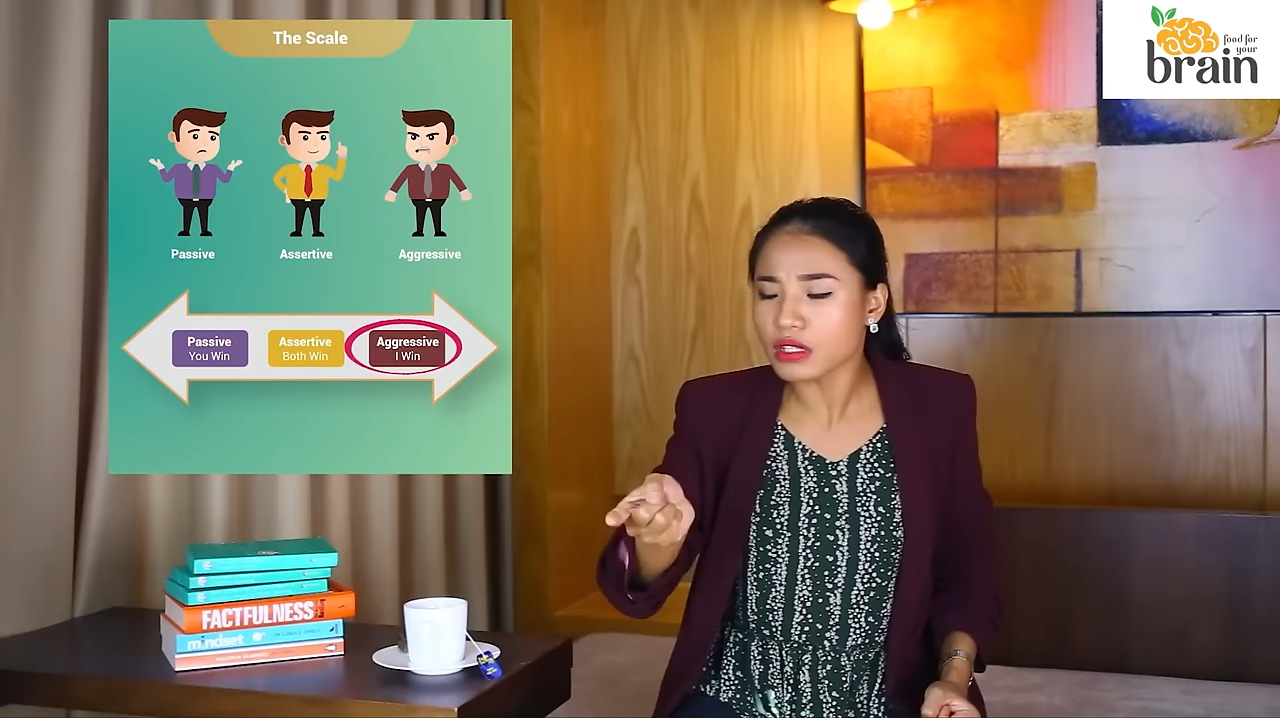 The Scale
Passive
Assertive
Aggressive
Passive
You Win
Assertive
Both Win
Aggressive
I Win
food for
your
brain
FACTFULNESS
mindset